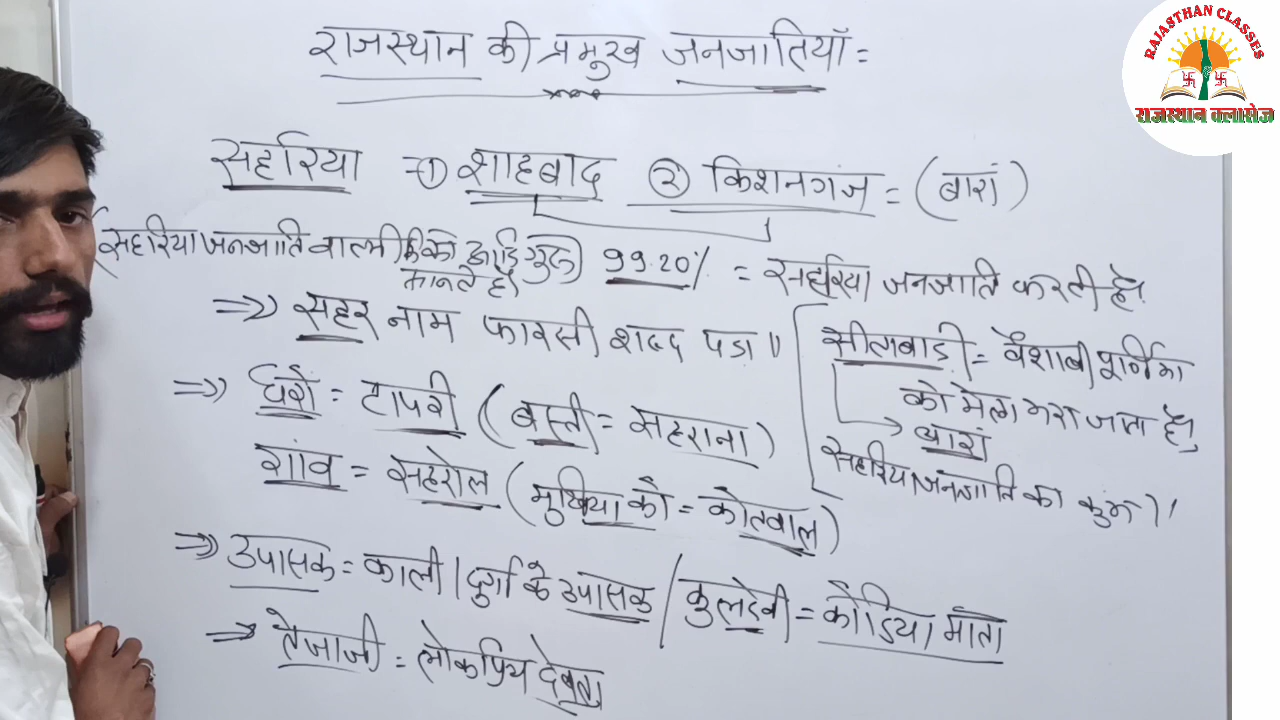 राजस्थान की प्रमुख जनजातियाँ =
RAJASTHAN CLASSES
राजस्थान क्लासेज
सहरिया = ① शाहबाद ② किशनगंज = (बारां)
(सहरिया जनजाति वाल्मीकि को आदि गुरू मानते है) 99.20% = सहरिया जनजाति करती है।
⇒ सहर नाम फारसी शब्द पडा॥
सीताबाडी = वैशाखी पूर्णिमा
को मेला भरा जाता है।
बारां
सहरिया जनजाति का कुंभ)
⇒ घरो = टापरी (बस्ती = सहराना)
गांव = सहरोल (मुखिया को = कोतवाल)
⇒ उपासक = काली / दुर्गा के उपासक / कुलदेवी = कौडिया माता
⇒ तेजाजी = लोकप्रिय देवता